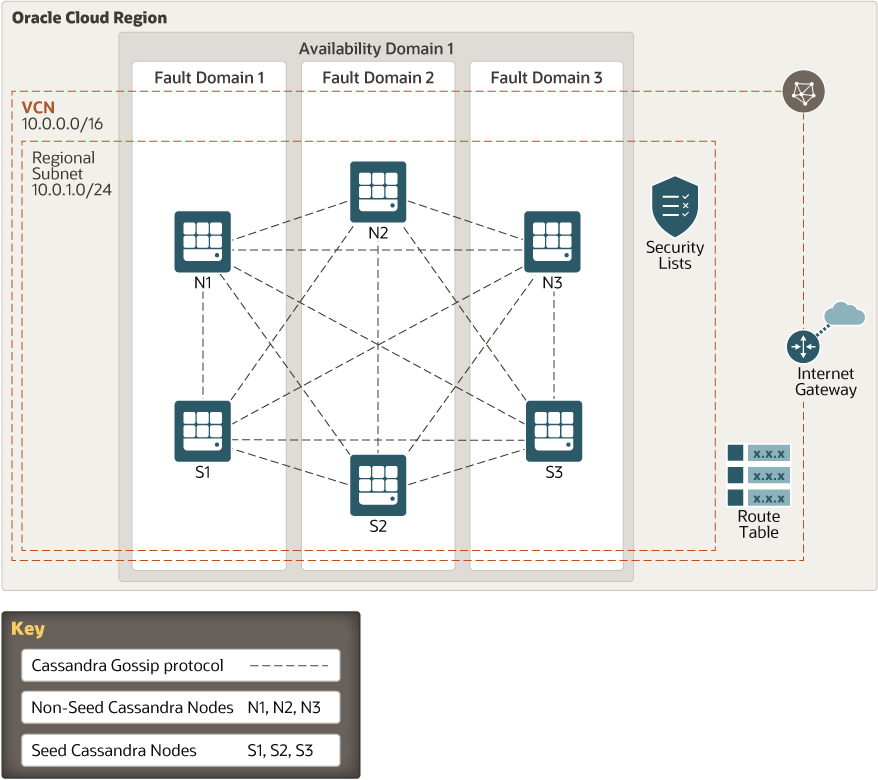 Oracle Cloud Region
Availability Domain 1
Fault Domain 1
Fault Domain 2
Fault Domain 3
VCN
10.0.0.0/16
Regional
Subnet
10.0.1.0/24
N2
N1
N3
Security
Lists
Internet
Gateway
S1
S3
S2
x.x.x
x.x.x
x.x.x
Route
Table
Key
Cassandra Gossip protocol
Non-Seed Cassandra Nodes N1, N2, N3
Seed Cassandra Nodes S1, S2, S3